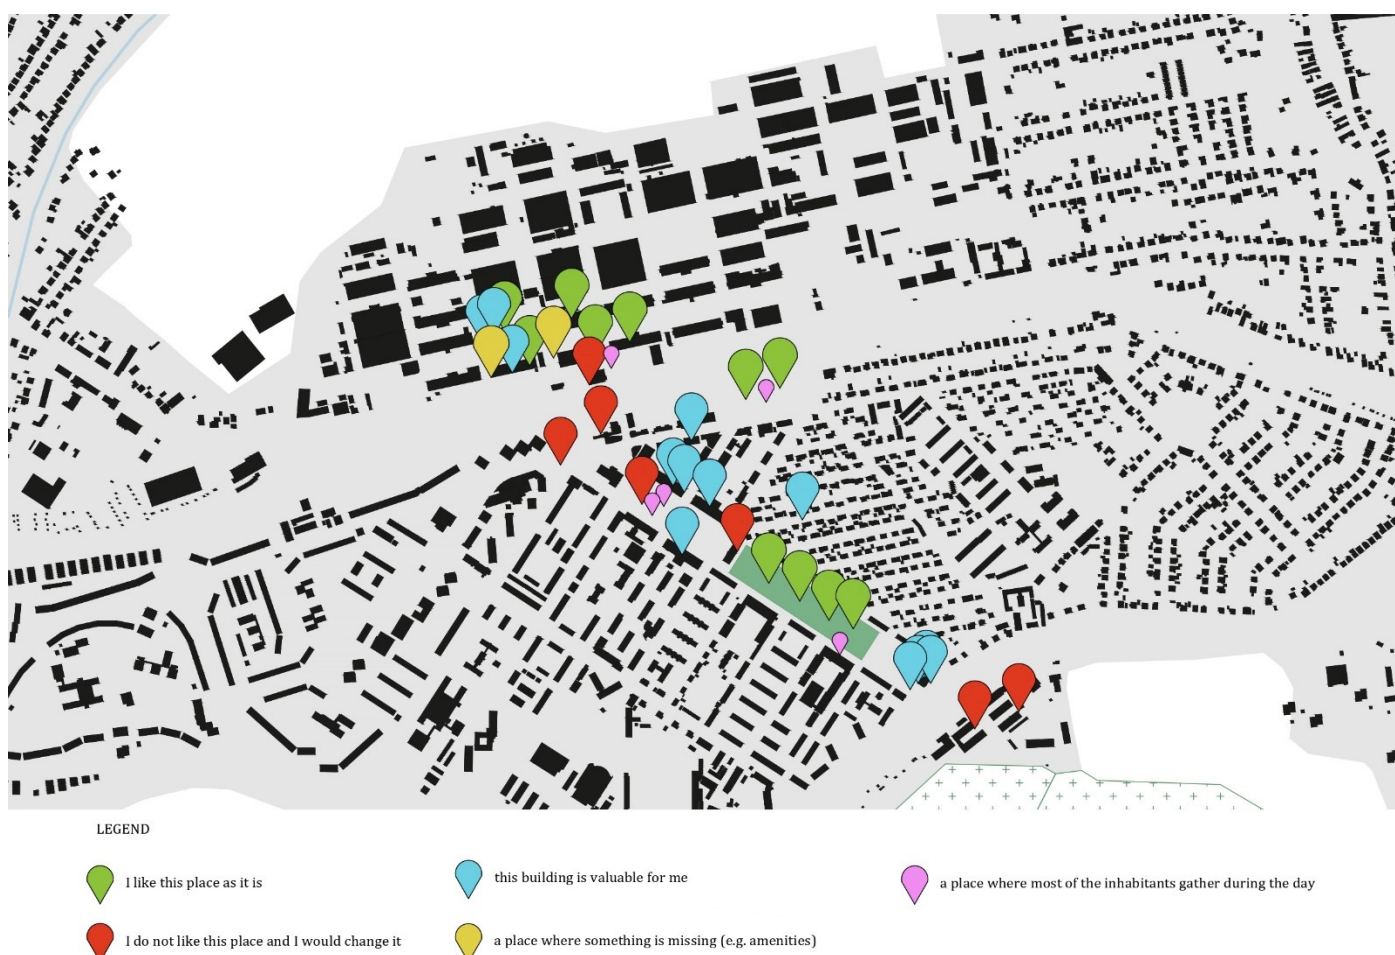 LEGEND
I like this place as it is
this building is valuable for me
a place where most of the inhabitants gather during the day
I do not like this place and I would change it
a place where something is missing (e.g. amenities)